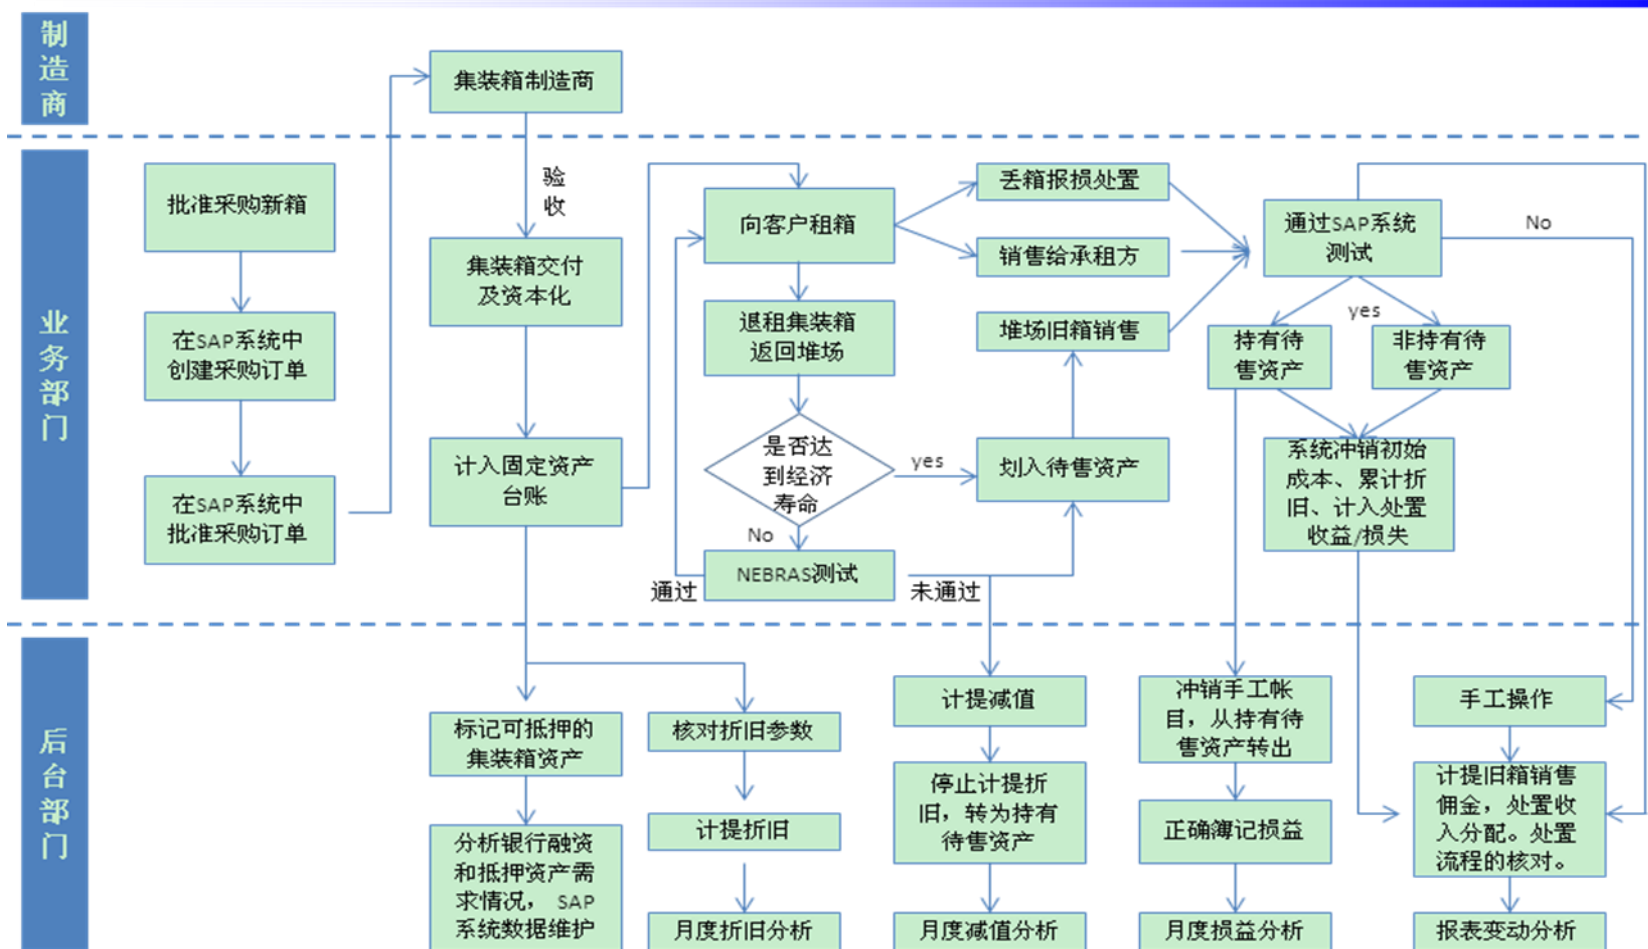 制
造
商
集装箱制造商
验
收
业
务
部
门
批准采购新箱
在SAP系统中
创建采购订单
在SAP系统中
批准采购订单
集装箱交付
及资本化
计入固定资产
台账
向客户租箱
退租集装箱
返回堆场
是否达
到经济
寿命
yes
No
NEBRAS测试
通过
未通过
丢箱报损处置
销售给承租方
堆场旧箱销售
划入待售资产
通过SAP系统
测试
No
yes
持有待
售资产
非持有待
售资产
系统冲销初始
成本、累计折
旧、计入处置
收益/损失
后
台
部
门
标记可抵押的
集装箱资产
分析银行融资
和抵押资产需
求情况， SAP
系统数据维护
核对折旧参数
计提折旧
月度折旧分析
计提减值
停止计提折
旧，转为持有
待售资产
月度减值分析
冲销手工帐
目，从持有待
售资产转出
正确簿记损益
月度损益分析
手工操作
计提旧箱销售
佣金，处置收
入分配。处置
流程的核对。
报表变动分析